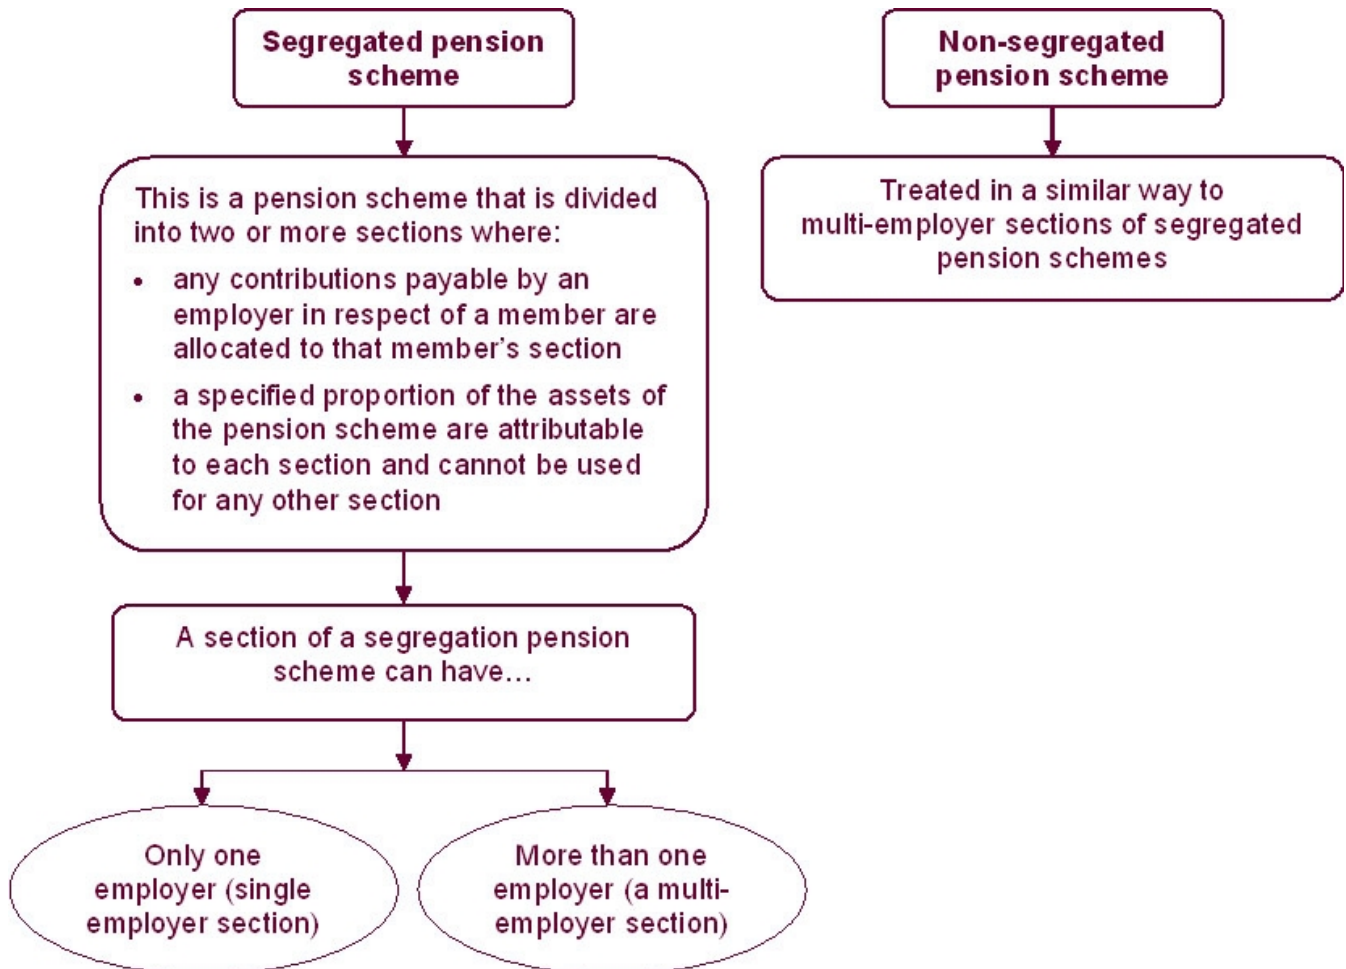 Segregated pension
scheme
This is a pension scheme that is divided
into two or more sections where:
• any contributions payable by an
employer in respect of a member are
allocated to that member's section
• a specified proportion of the assets of
the pension scheme are attributable
to each section and cannot be used
for any other section
A section of a segregation pension
scheme can have...
Only one
employer (single
employer section)
More than one
employer (a multi-
employer section)
Non-segregated
pension scheme
Treated in a similar way to
multi-employer sections of segregated
pension schemes